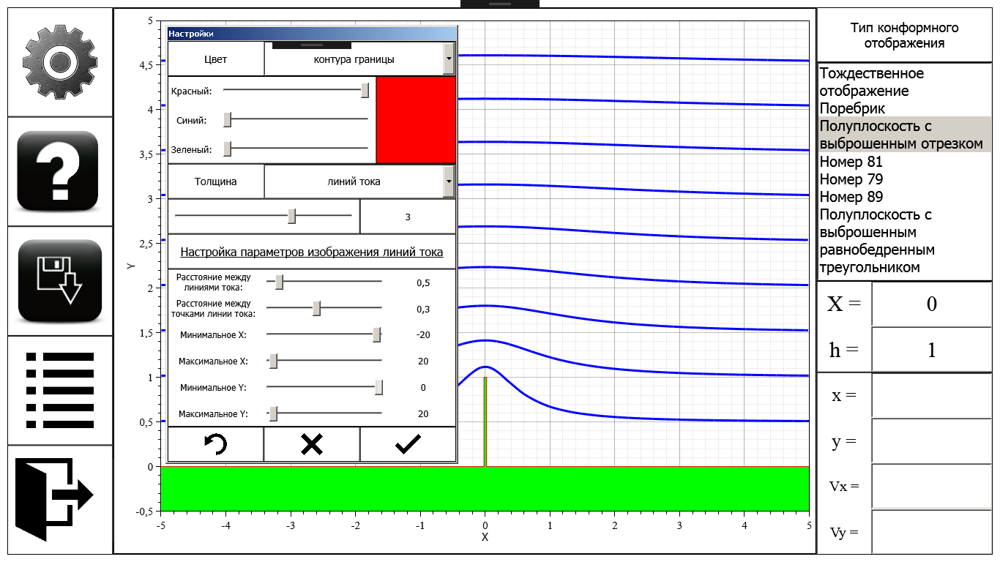 Настройки
Цвет
контура границы
Красный:
Синий:
Зеленый:
Толщина
линий тока
3
Настройка параметров изображения линий тока
Расстояние между
линиями тока:
0,5
Расстояние между
точками линии тока:
0,3
Минимальное X:
-20
Максимальное X:
20
Минимальное Y:
0
Максимальное Y:
20
5
4,5
4
3,5
3
2,5
2
1,5
1
0,5
0
-0,5
Y
-5
-4
-3
-2
-1
0
1
2
3
4
5
X
Тип конформного
отображения
Тождественное
отображение
Поребрик
Полуплоскость с
выброшенным отрезком
Номер 81
Номер 79
Номер 89
Полуплоскость с
выброшенным
равнобедренным
треугольником
X =
0
h =
1
x =
y =
Vx =
Vy =